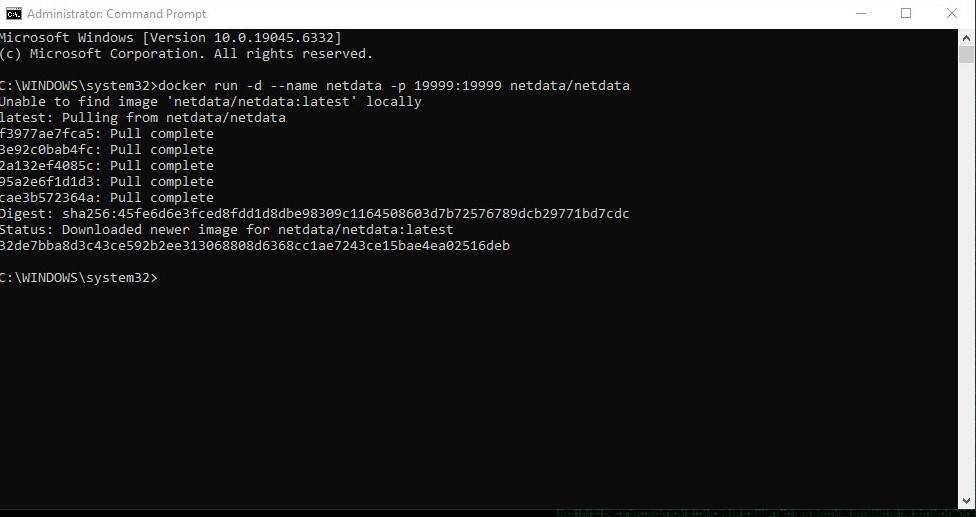 Administrator: Command Prompt
Microsoft Windows [Version 10.0.19045.6332]
(c) Microsoft Corporation. All rights reserved.
C:\WINDOWS\system32>docker run -d --name netdata -p 19999:19999 netdata/netdata
Unable to find image 'netdata/netdata:latest' locally
latest: Pulling from netdata/netdata
f3977ae7fca5: Pull complete
3e92c0bab4fc: Pull complete
2a132ef4085c: Pull complete
95a2e6f1d1d3: Pull complete
cae3b572364a: Pull complete
Digest: sha256:45fe6d6e3fced8fdd1d8dbe98309c1164508603d7b72576789dcb29771bd7cdc
Status: Downloaded newer image for netdata/netdata:latest
32de7bba8d3c43ce592b2ee313068808d6368cc1ae7243ce15bae4ea02516deb
C:\WINDOWS\system32>